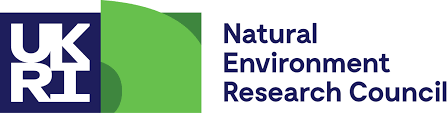 UK
RI
Natural
Environment
Research Council